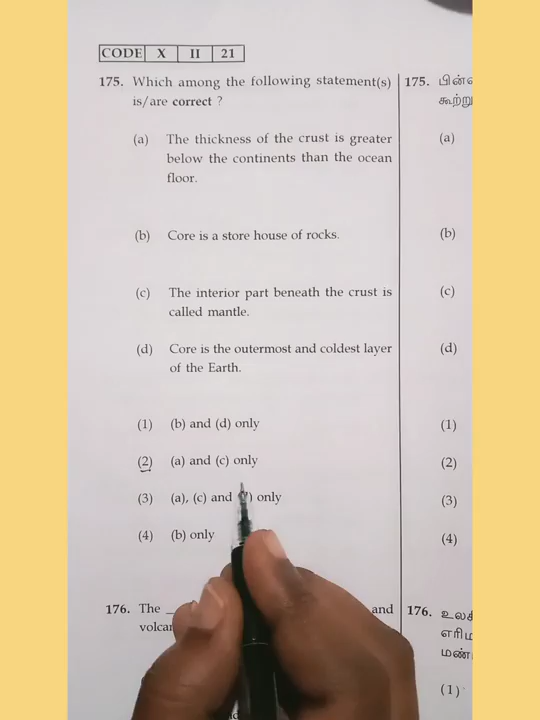 CODE X II 21
175. Which among the following statement(s)
is/are correct ?
(a) The thickness of the crust is greater
below the continents than the ocean
floor.
(b) Core is a store house of rocks.
(c) The interior part beneath the crust is
called mantle.
(d) Core is the outermost and coldest layer
of the Earth.
(1) (b) and (d) only
(2) (a) and (c) only
(3) (a), (c) and only
(4) (b) only
176. The and
175.
(a)
(b)
(c)
(d)
(1)
(2)
(3)
(4)
176.
(1)